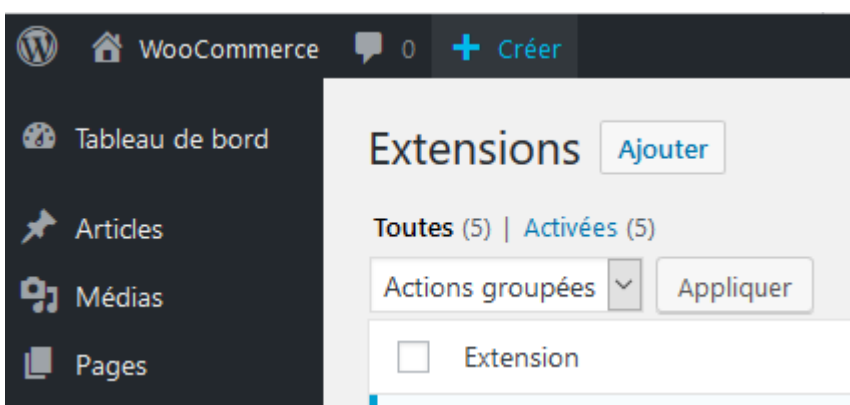 WooCommerce 0 + Créer
Tableau de bord
Extensions Ajouter
Articles
Toutes (5) | Activées (5)
Médias
Actions groupées Appliquer
Pages
Extension